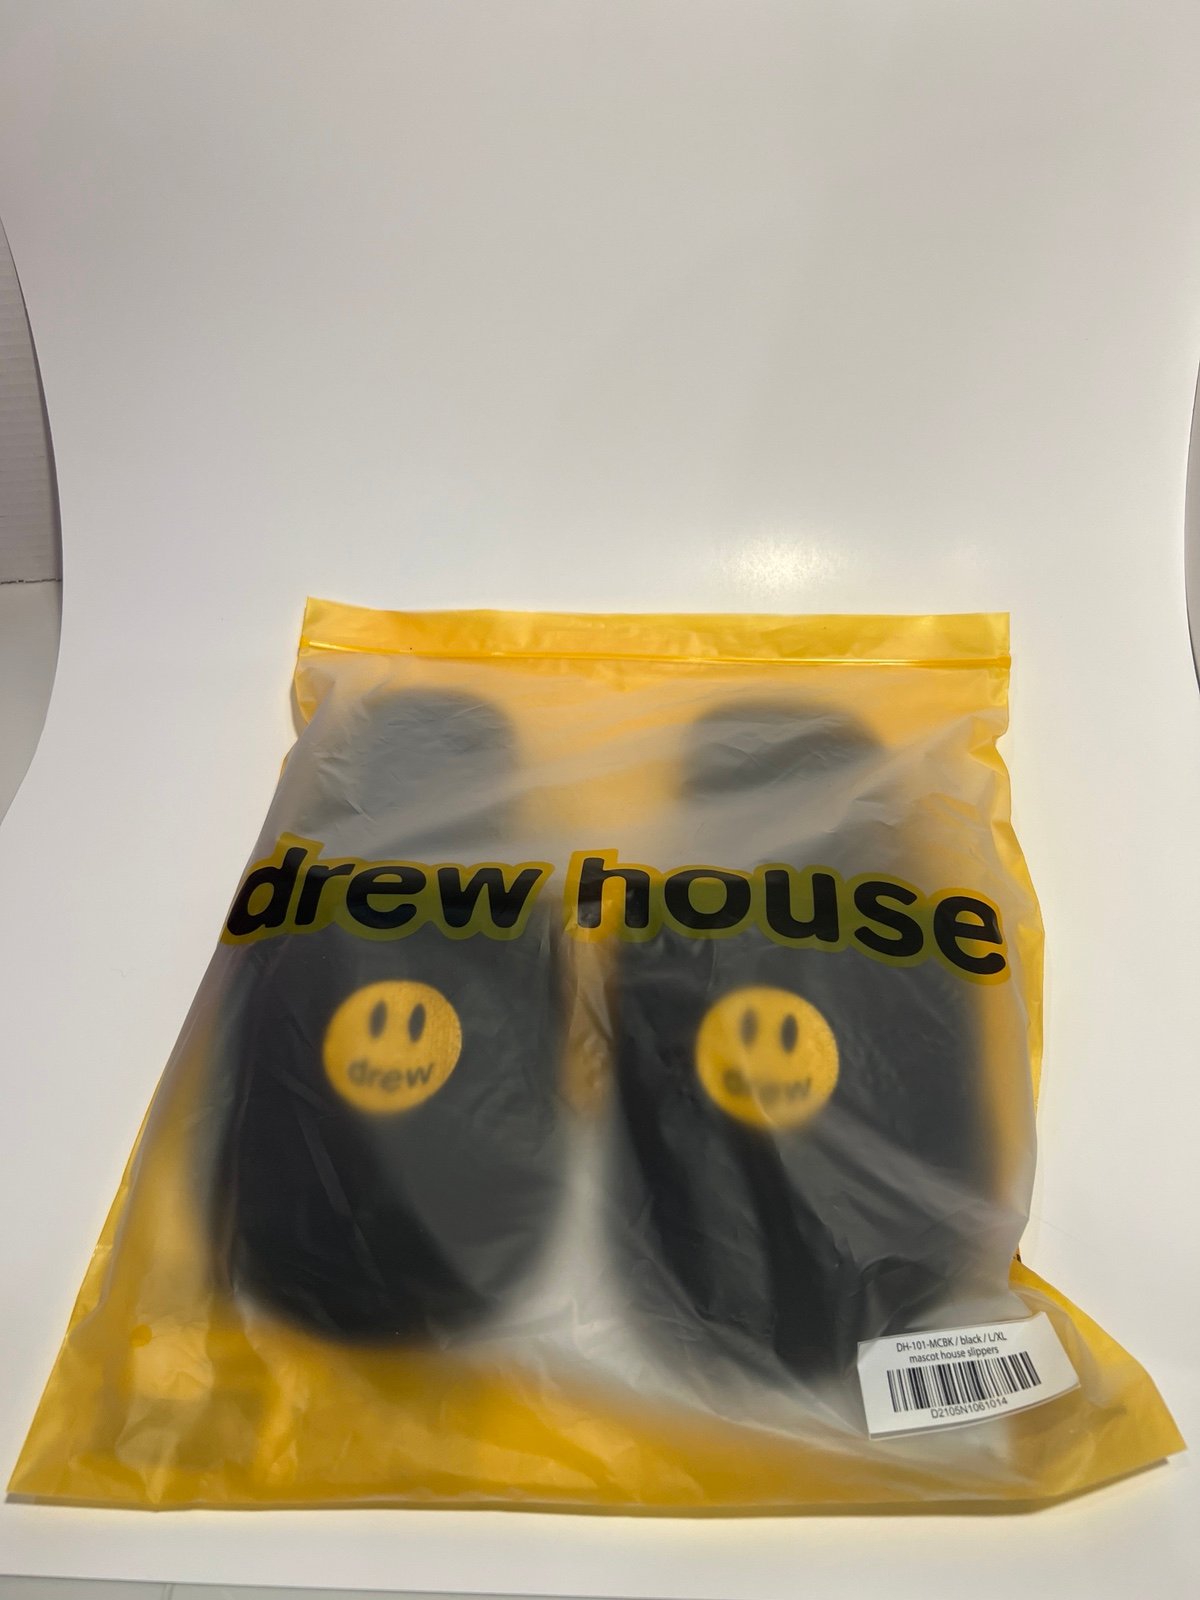 drew house
drew
drew
DH-101-MCBK / black / L/XL
mascot house slippers
D2105N1061014